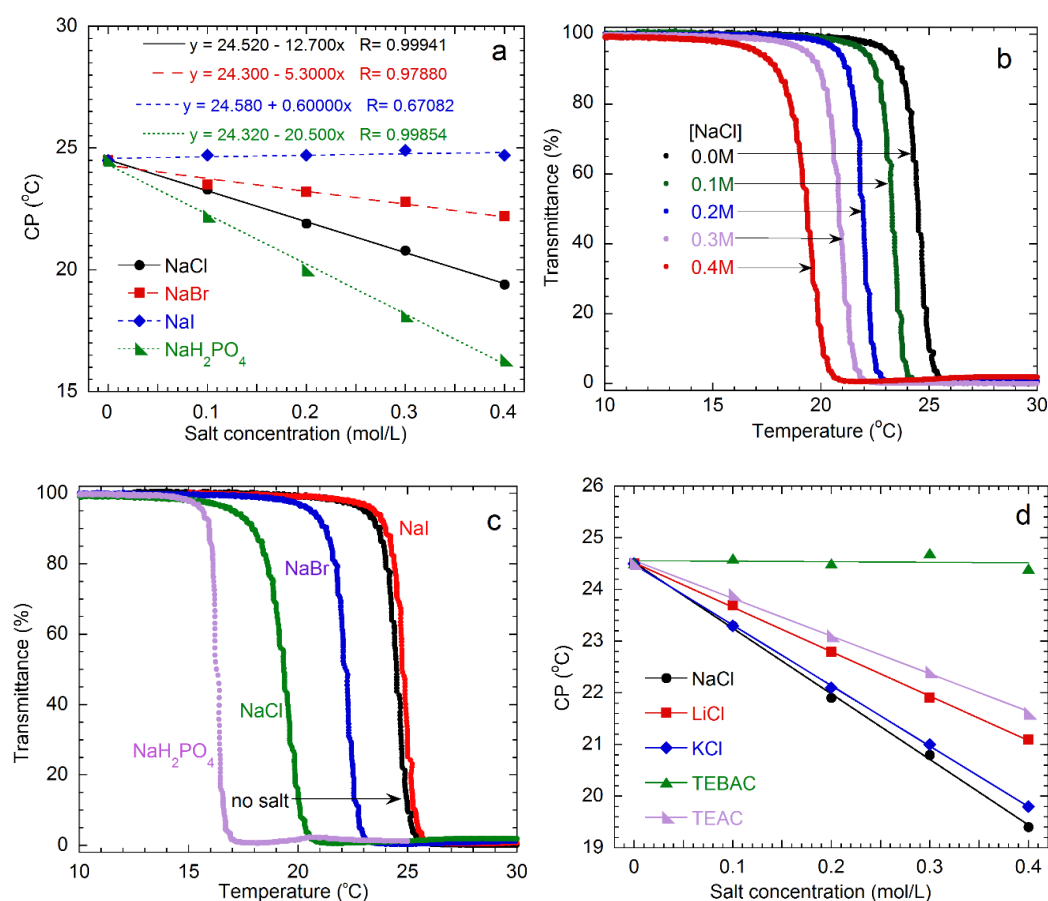 a
y = 24.520 - 12.700x   R= 0.99941
y = 24.300 - 5.3000x   R= 0.97880
y = 24.580 + 0.60000x   R= 0.67082
y = 24.320 - 20.500x   R= 0.99854
30
25
20
15
CP (°C)
NaCl
NaBr
NaI
NaH₂PO₄
0 0.1 0.2 0.3 0.4
Salt concentration (mol/L)
b
100
80
60
40
20
0
Transmittance (%)
[NaCl]
0.0M
0.1M
0.2M
0.3M
0.4M
10 15 20 25 30
Temperature (°C)
c
100
80
60
40
20
0
Transmittance (%)
NaI
NaBr
NaCl
NaH₂PO₄
no salt
10 15 20 25 30
Temperature (°C)
d
26
25
24
23
22
21
20
19
CP (°C)
NaCl
LiCl
KCl
TEBAC
TEAC
0 0.1 0.2 0.3 0.4
Salt concentration (mol/L)